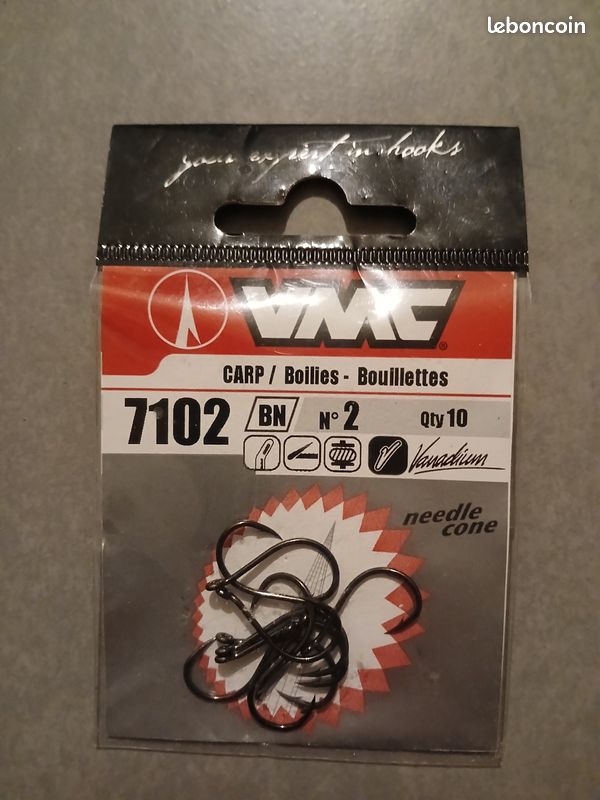 leboncoin
your expert in hooks
VMC®
CARP / Boilies - Bouillettes
7102 BN N° 2 Qty 10
Vanadium
needle
cone